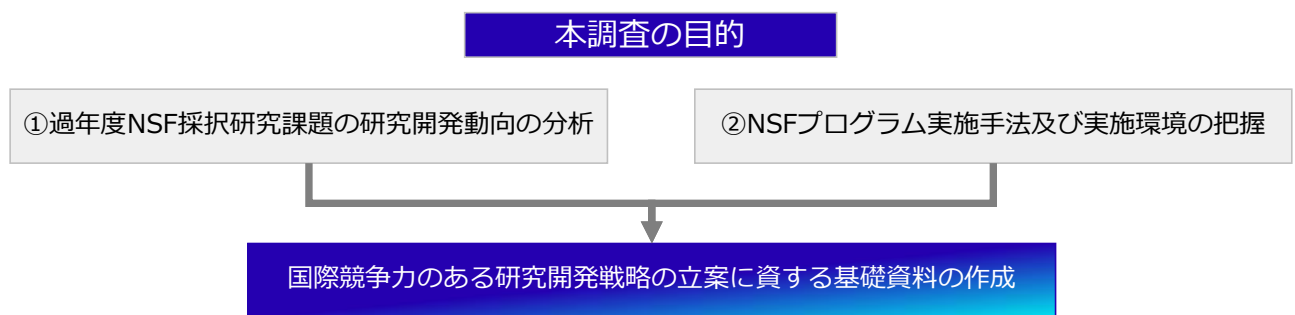 本調査の目的
①過年度NSF採択研究課題の研究開発動向の分析
②NSFプログラム実施手法及び実施環境の把握
国際競争力のある研究開発戦略の立案に資する基礎資料の作成